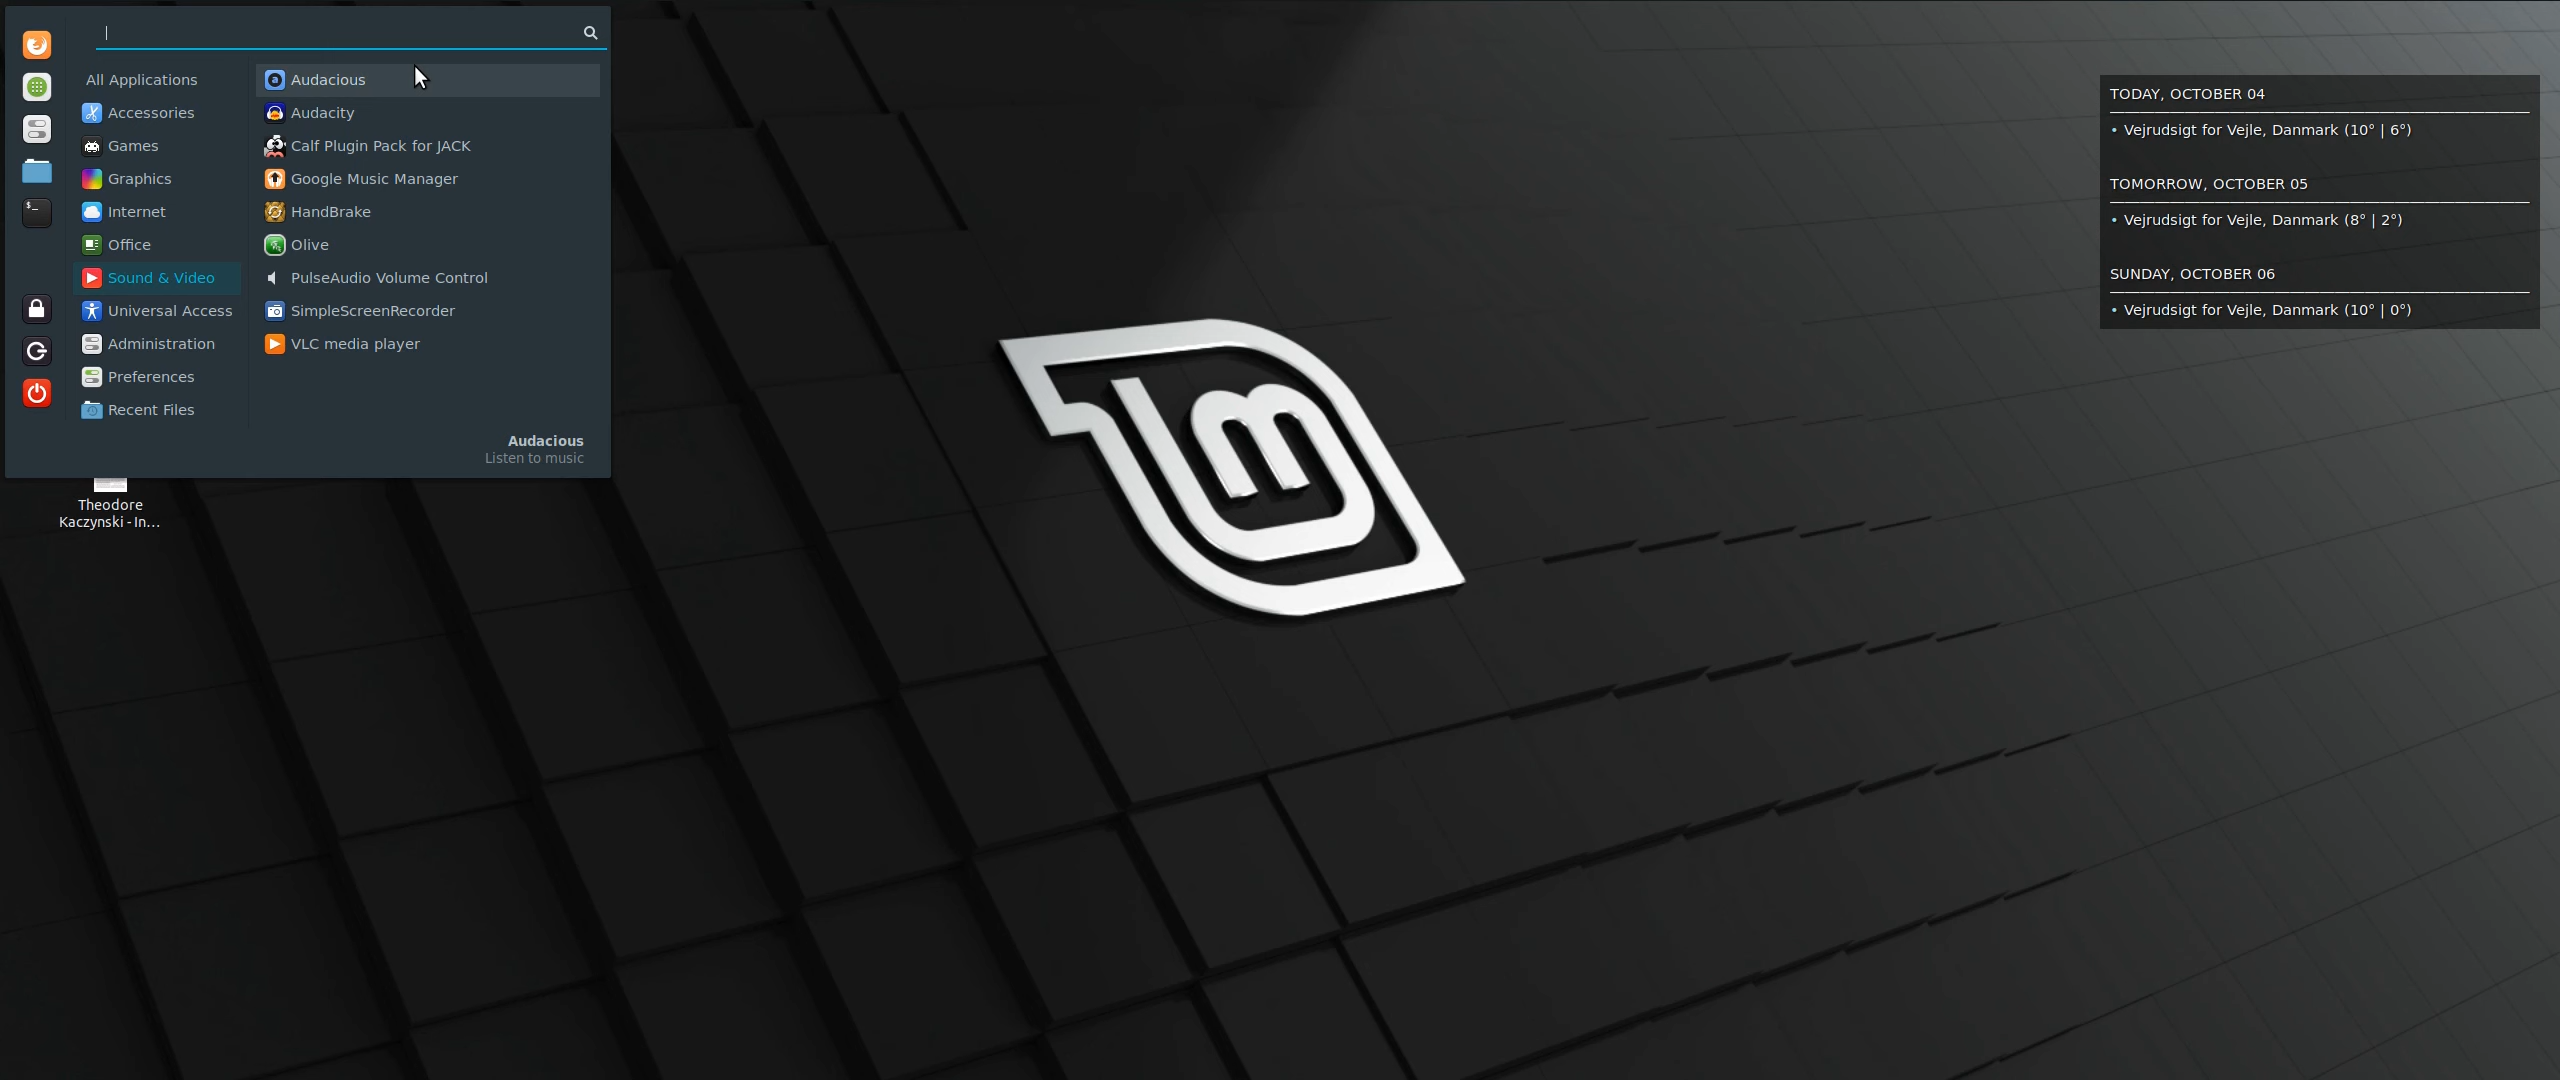 All Applications
Accessories
Games
Graphics
Internet
Office
Sound & Video
Universal Access
Administration
Preferences
Recent Files
Audacious
Audacity
Calf Plugin Pack for JACK
Google Music Manager
HandBrake
Olive
PulseAudio Volume Control
SimpleScreenRecorder
VLC media player
Audacious
Listen to music
Theodore
Kaczynski - In...
TODAY, OCTOBER 04
• Vejrudsigt for Vejle, Danmark (10° | 6°)
TOMORROW, OCTOBER 05
• Vejrudsigt for Vejle, Danmark (8° | 2°)
SUNDAY, OCTOBER 06
• Vejrudsigt for Vejle, Danmark (10° | 0°)